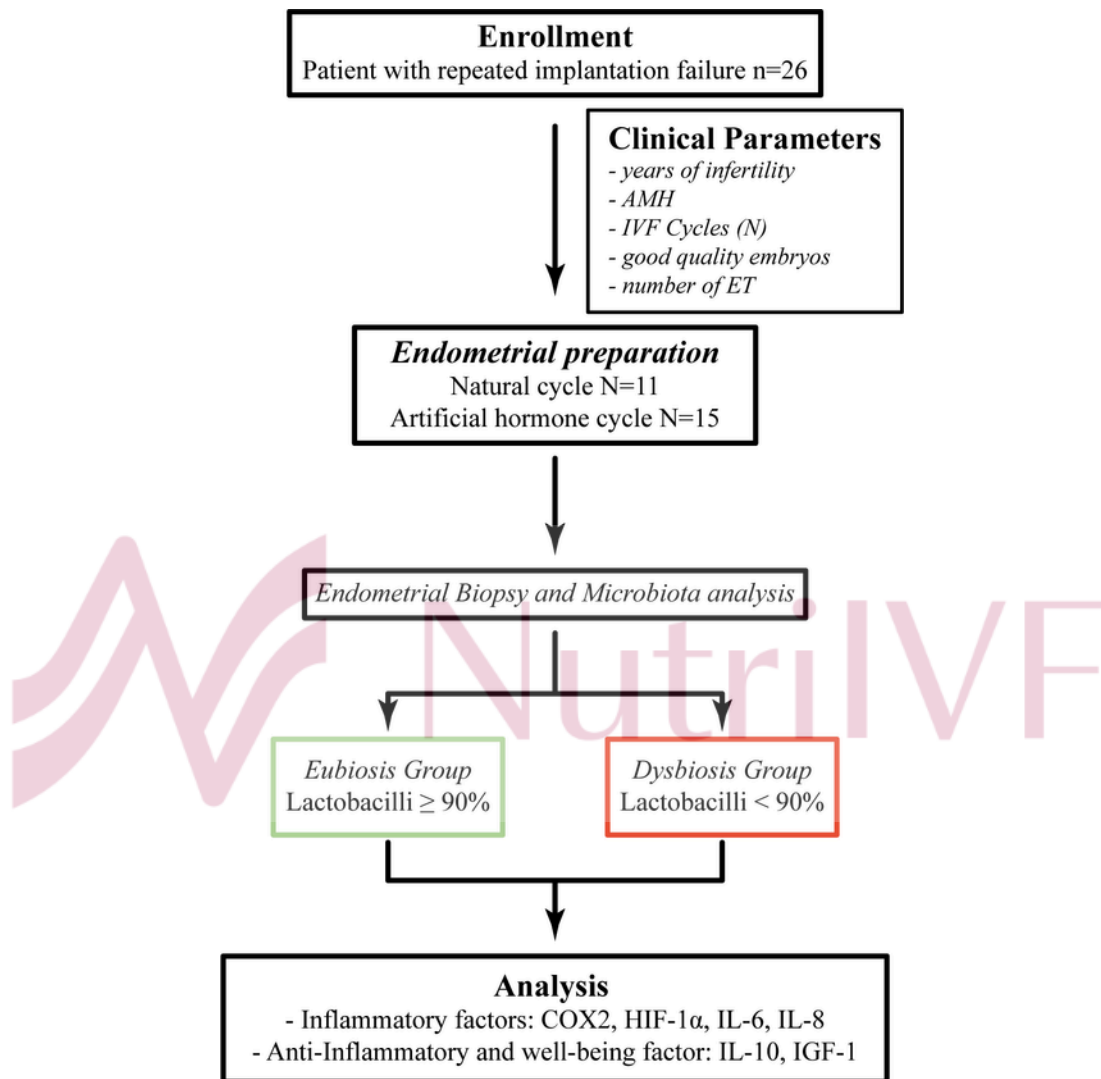 Enrollment
Patient with repeated implantation failure n=26
Clinical Parameters
- years of infertility
- AMH
- IVF Cycles (N)
- good quality embryos
- number of ET
Endometrial preparation
Natural cycle N=11
Artificial hormone cycle N=15
Endometrial Biopsy and Microbiota analysis
NutriIVF
Eubiosis Group
Lactobacilli ≥ 90%
Dysbiosis Group
Lactobacilli < 90%
Analysis
- Inflammatory factors: COX2, HIF-1α, IL-6, IL-8
- Anti-Inflammatory and well-being factor: IL-10, IGF-1